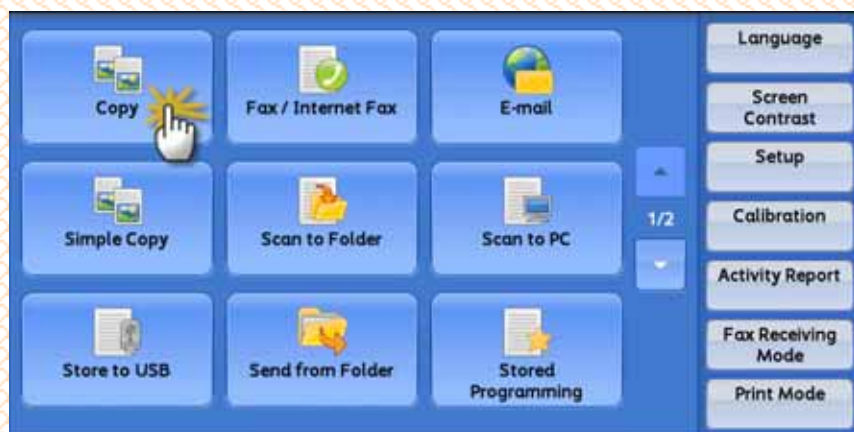 Copy
Fax / Internet Fax
E-mail
Simple Copy
Scan to Folder
Scan to PC
Store to USB
Send from Folder
Stored
Programming
1/2
Language
Screen
Contrast
Setup
Calibration
Activity Report
Fax Receiving
Mode
Print Mode